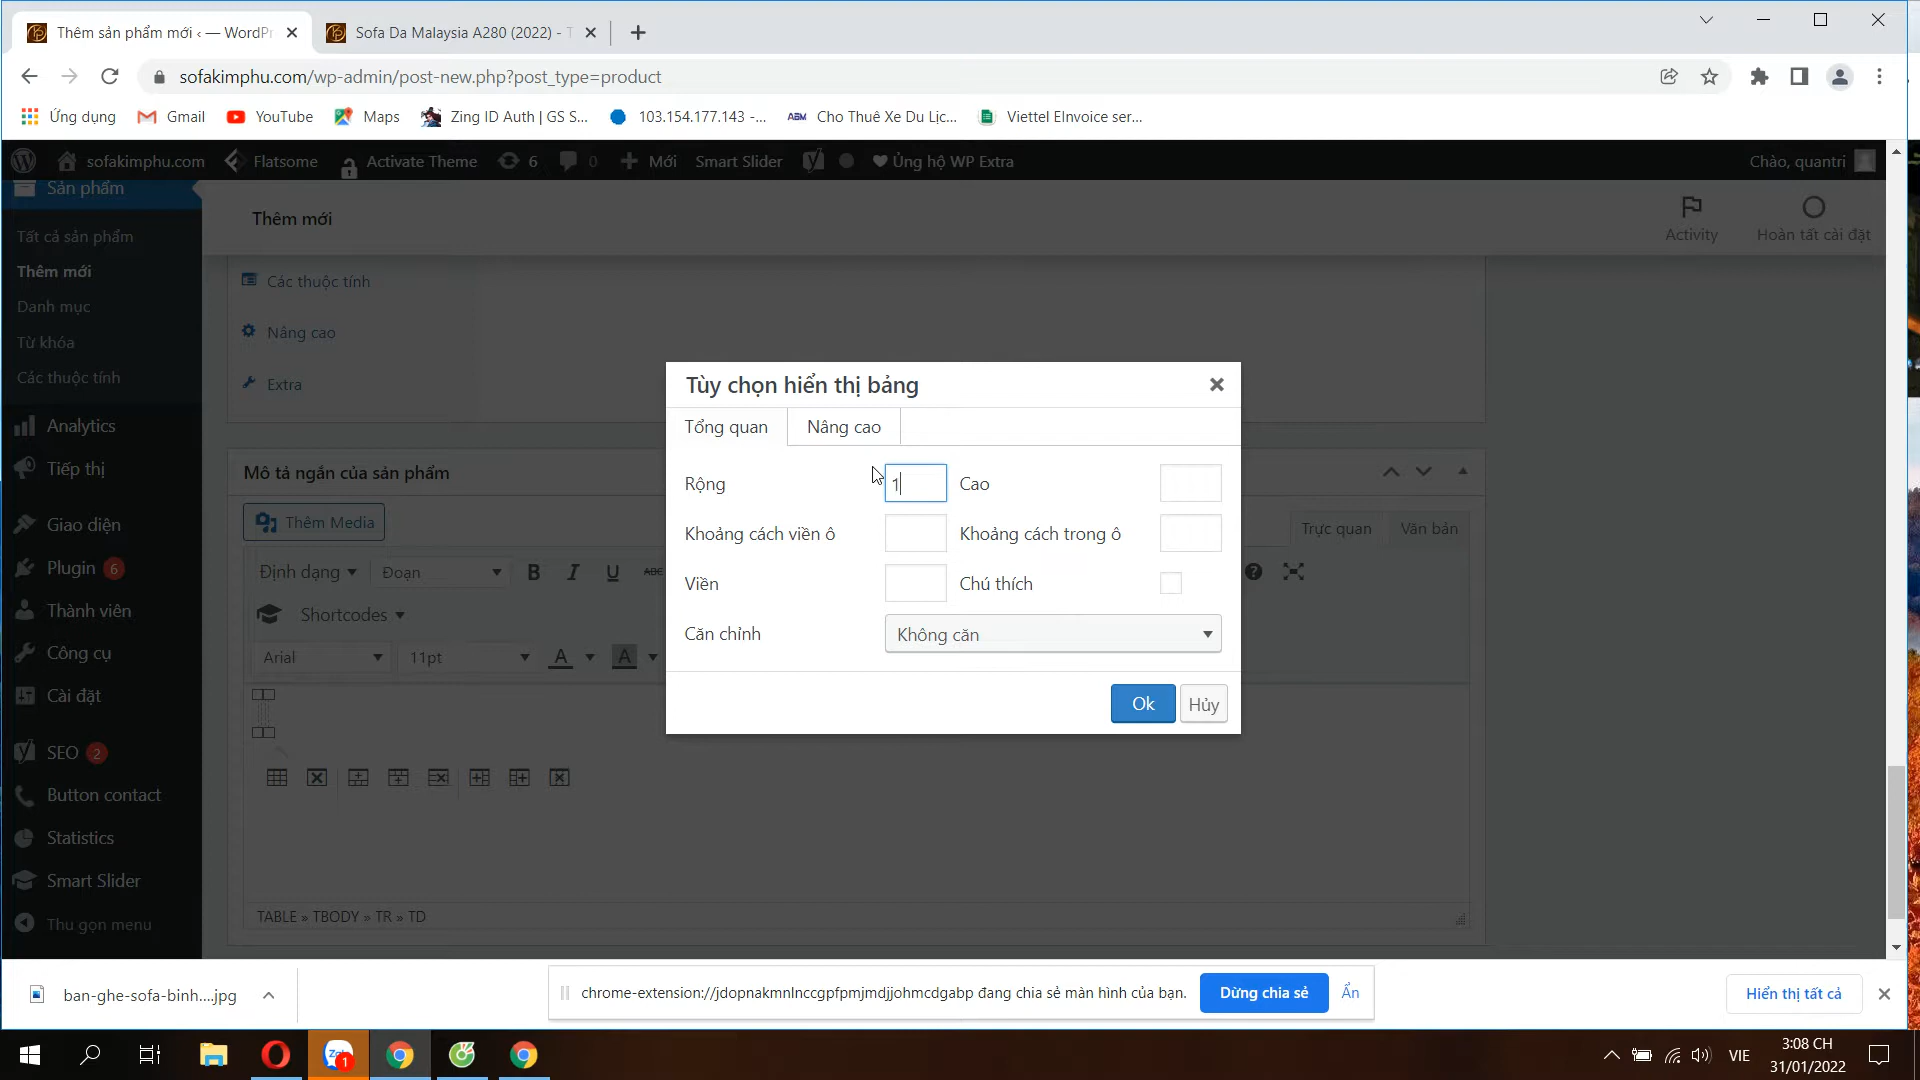 Thêm sản phẩm mới ‹ — WordPr
Sofa Da Malaysia A280 (2022) - T
sofakimphu.com/wp-admin/post-new.php?post_type=product
Ứng dụng
Gmail
YouTube
Maps
Zing ID Auth | GS S...
103.154.177.143 -...
ABM
Cho Thuê Xe Du Lịc...
Viettel EInvoice ser...
sofakimphu.com
Flatsome
Activate Theme
6
0
Mới
Smart Slider
Ủng hộ WP Extra
Chào, quantri
Sản phẩm
Tất cả sản phẩm
Thêm mới
Danh mục
Từ khóa
Các thuộc tính
Analytics
Tiếp thị
Giao diện
Plugin 6
Thành viên
Công cụ
Cài đặt
SEO 2
Button contact
Statistics
Smart Slider
Thu gọn menu
Thêm mới
Activity
Hoàn tất cài đặt
Các thuộc tính
Nâng cao
Extra
Mô tả ngắn của sản phẩm
Thêm Media
Trực quan
Văn bản
Định dạng
Đoạn
B I U ABC
Shortcodes
Arial
11pt
A A
TABLE » TBODY » TR » TD
Tùy chọn hiển thị bảng
Tổng quan
Nâng cao
Rộng
1
Cao
Khoảng cách viền ô
Khoảng cách trong ô
Viền
Chú thích
Căn chỉnh
Không căn
Ok
Hủy
ban-ghe-sofa-binh....jpg
chrome-extension://jdopnakmnlnccgpfpmjmdjjohmcdgabp đang chia sẻ màn hình của bạn.
Dừng chia sẻ
Ẩn
Hiển thị tất cả
Zalo
1
VIE
3:08 CH
31/01/2022